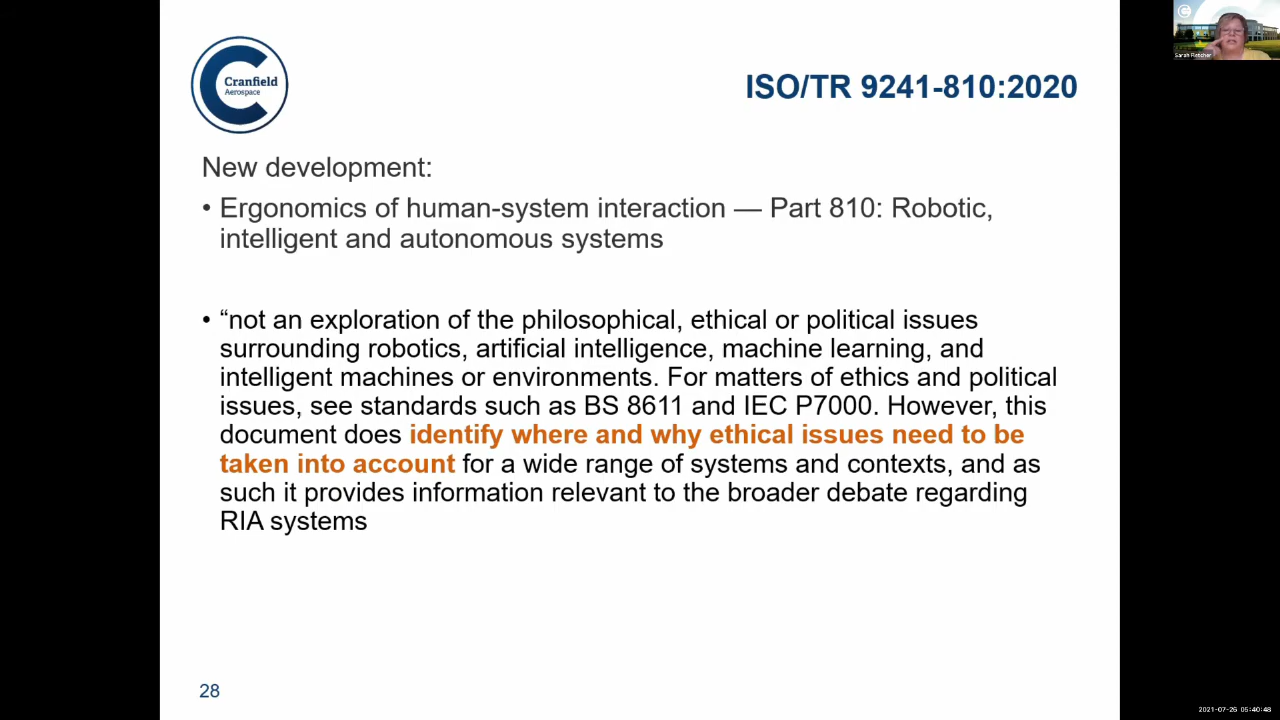 Cranfield
Aerospace
ISO/TR 9241-810:2020
New development:
• Ergonomics of human-system interaction — Part 810: Robotic,
intelligent and autonomous systems
• “not an exploration of the philosophical, ethical or political issues
surrounding robotics, artificial intelligence, machine learning, and
intelligent machines or environments. For matters of ethics and political
issues, see standards such as BS 8611 and IEC P7000. However, this
document does identify where and why ethical issues need to be
taken into account for a wide range of systems and contexts, and as
such it provides information relevant to the broader debate regarding
RIA systems
28
Sarah Fletcher
2021-07-26 05:40:48